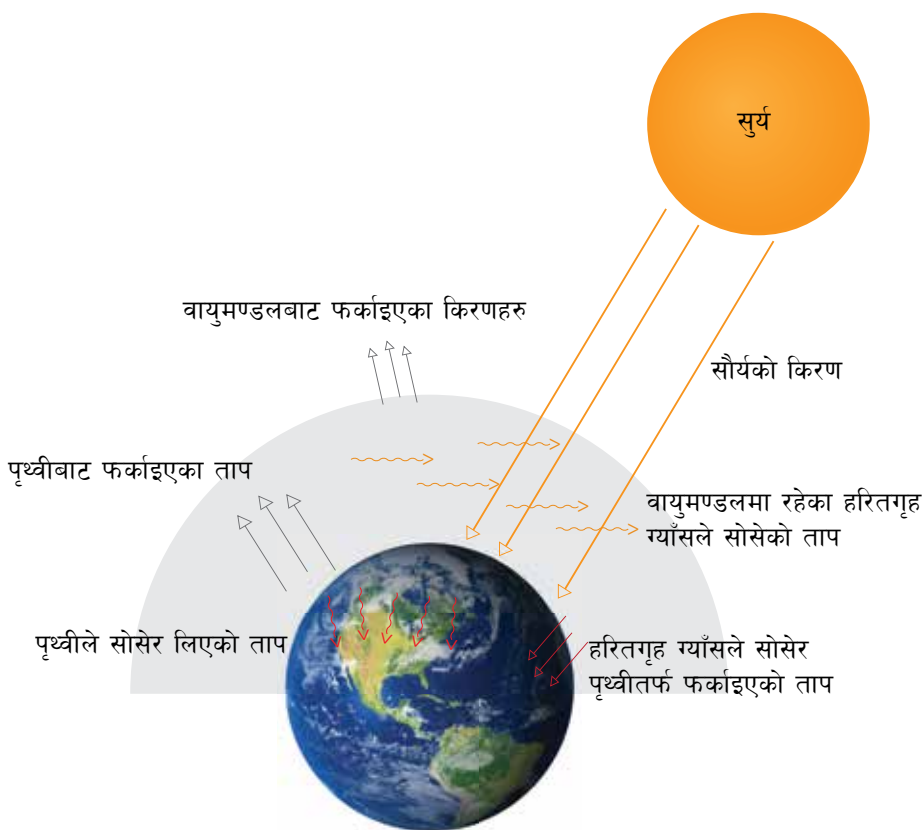 सुर्य
वायुमण्डलबाट फर्काइएका किरणहरु
सौर्यको किरण
पृथ्वीबाट फर्काइएका ताप
वायुमण्डलमा रहेका हरितगृह
ग्याँसले सोसेको ताप
पृथ्वीले सोसेर लिएको ताप
हरितगृह ग्याँसले सोसेर
पृथ्वीतर्फ फर्काइएको ताप